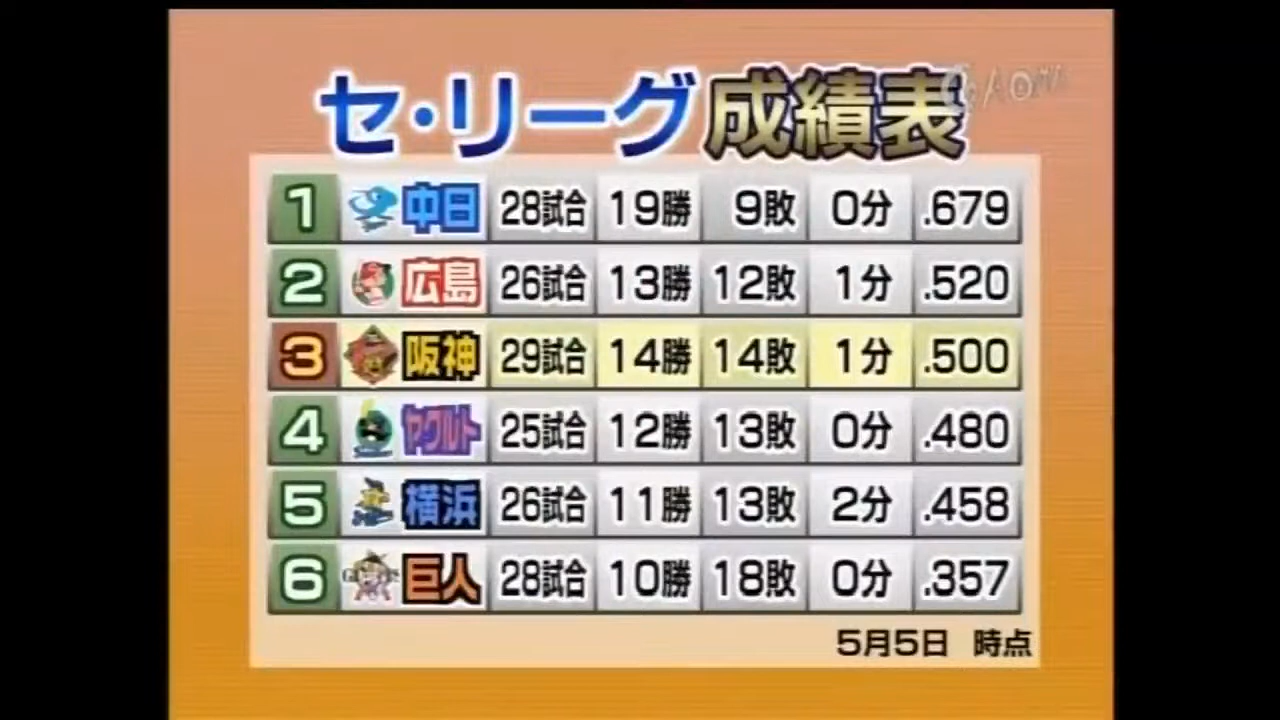 セ・リーグ成績表
1 中日 28試合 19勝 9敗 0分 .679
2 広島 26試合 13勝 12敗 1分 .520
3 阪神 29試合 14勝 14敗 1分 .500
4 ヤクルト 25試合 12勝 13敗 0分 .480
5 横浜 26試合 11勝 13敗 2分 .458
6 巨人 28試合 10勝 18敗 0分 .357
5月5日 時点